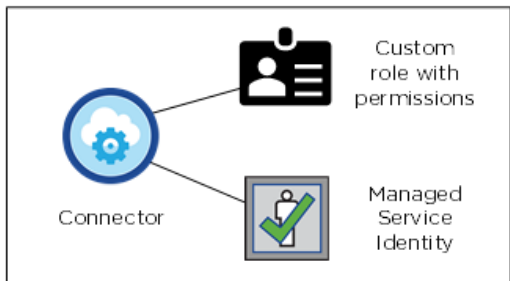 Custom
role with
permissions
Connector
Managed
Service
Identity